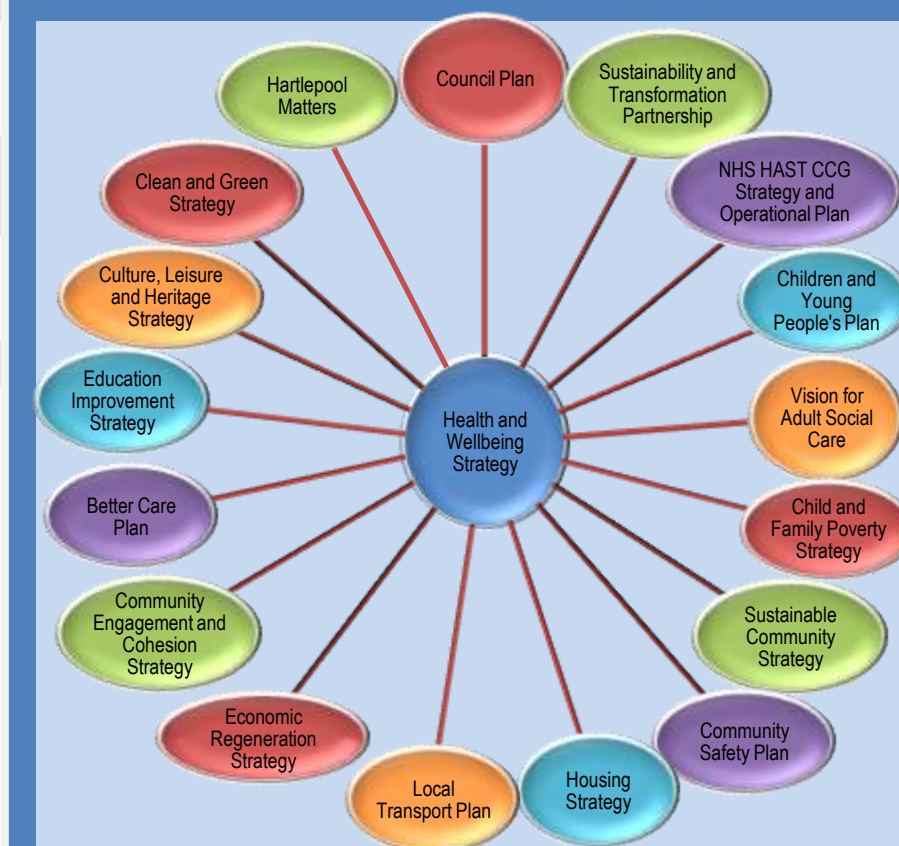 Council Plan
Sustainability and
Transformation
Partnership
NHS HAST CCG
Strategy and
Operational Plan
Children and
Young
People's Plan
Vision for
Adult Social
Care
Child and
Family Poverty
Strategy
Sustainable
Community
Strategy
Community
Safety Plan
Housing
Strategy
Local
Transport Plan
Economic
Regeneration
Strategy
Community
Engagement and
Cohesion
Strategy
Better Care
Plan
Education
Improvement
Strategy
Culture, Leisure
and Heritage
Strategy
Clean and Green
Strategy
Hartlepool
Matters
Health and
Wellbeing
Strategy